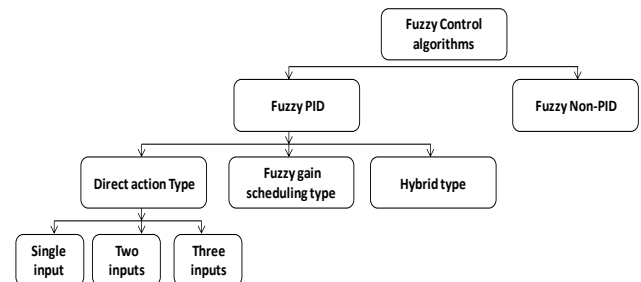 Fuzzy Control
algorithms
Fuzzy PID
Fuzzy Non-PID
Direct action Type
Fuzzy gain
scheduling type
Hybrid type
Single
input
Two
inputs
Three
inputs